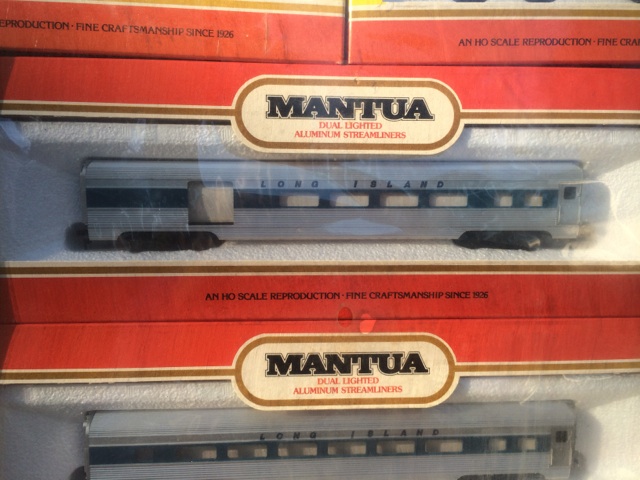 REPRODUCTION · FINE CRAFTSMANSHIP SINCE 1926
AN HO SCALE REPRODUCTION · FINE CRA
MANTUA
DUAL LIGHTED
ALUMINUM STREAMLINERS
LONG ISLAND
AN HO SCALE REPRODUCTION · FINE CRAFTSMANSHIP SINCE 1926
MANTUA
DUAL LIGHTED
ALUMINUM STREAMLINERS
LONG ISLAND